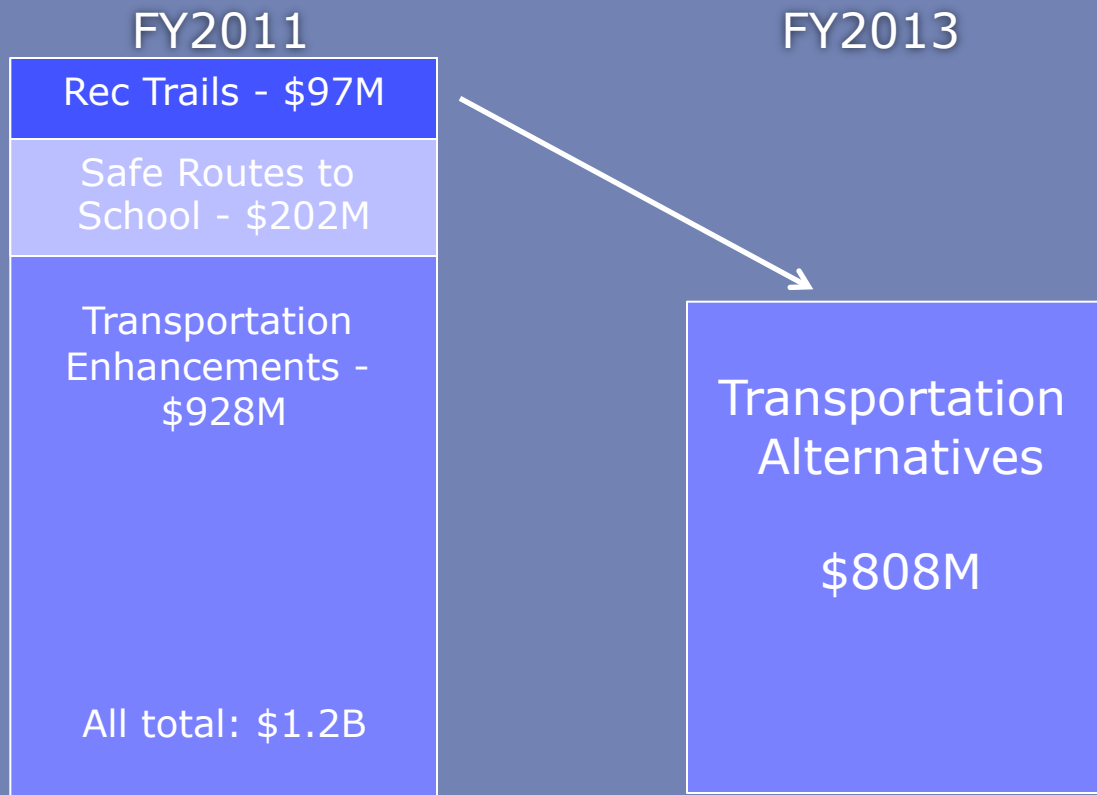 FY2011
Rec Trails - $97M
Safe Routes to
School - $202M
Transportation
Enhancements -
$928M
All total: $1.2B
FY2013
Transportation
Alternatives
$808M